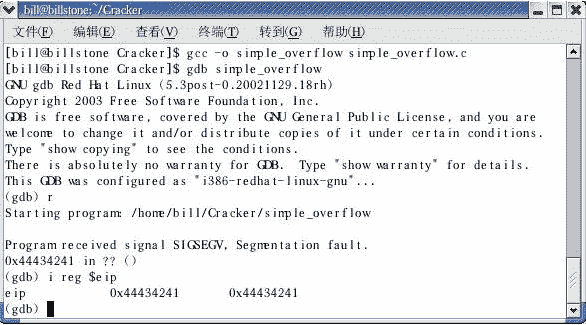 bill@billstone:~/Cracker
文件(F) 编辑(E) 查看(V) 终端(T) 转到(G) 帮助(H)
[bill@billstone Cracker]$ gcc -o simple_overflow simple_overflow.c
[bill@billstone Cracker]$ gdb simple_overflow
GNU gdb Red Hat Linux (5.3post-0.20021129.18rh)
Copyright 2003 Free Software Foundation, Inc.
GDB is free software, covered by the GNU General Public License, and you are
welcome to change it and/or distribute copies of it under certain conditions.
Type "show copying" to see the conditions.
There is absolutely no warranty for GDB.  Type "show warranty" for details.
This GDB was configured as "i386-redhat-linux-gnu"...
(gdb) r
Starting program: /home/bill/Cracker/simple_overflow
Program received signal SIGSEGV, Segmentation fault.
0x44434241 in ?? ()
(gdb) i reg $eip
eip 0x44434241 0x44434241
(gdb)